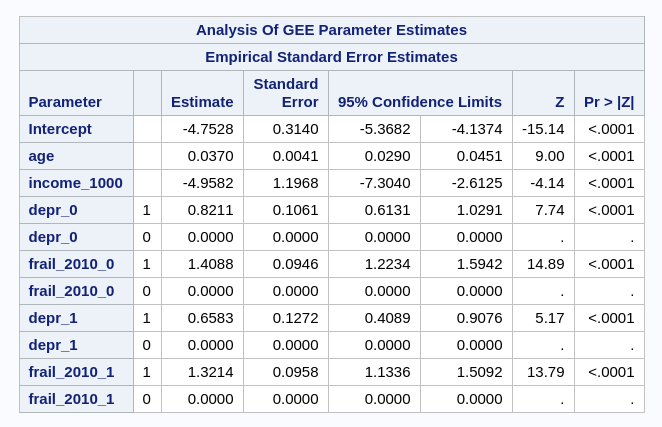 Analysis Of GEE Parameter Estimates
Empirical Standard Error Estimates
Parameter Estimate Standard Error 95% Confidence Limits Z Pr > |Z|
Intercept -4.7528 0.3140 -5.3682 -4.1374 -15.14 <.0001
age 0.0370 0.0041 0.0290 0.0451 9.00 <.0001
income_1000 -4.9582 1.1968 -7.3040 -2.6125 -4.14 <.0001
depr_0 1 0.8211 0.1061 0.6131 1.0291 7.74 <.0001
depr_0 0 0.0000 0.0000 0.0000 0.0000 . .
frail_2010_0 1 1.4088 0.0946 1.2234 1.5942 14.89 <.0001
frail_2010_0 0 0.0000 0.0000 0.0000 0.0000 . .
depr_1 1 0.6583 0.1272 0.4089 0.9076 5.17 <.0001
depr_1 0 0.0000 0.0000 0.0000 0.0000 . .
frail_2010_1 1 1.3214 0.0958 1.1336 1.5092 13.79 <.0001
frail_2010_1 0 0.0000 0.0000 0.0000 0.0000 . .